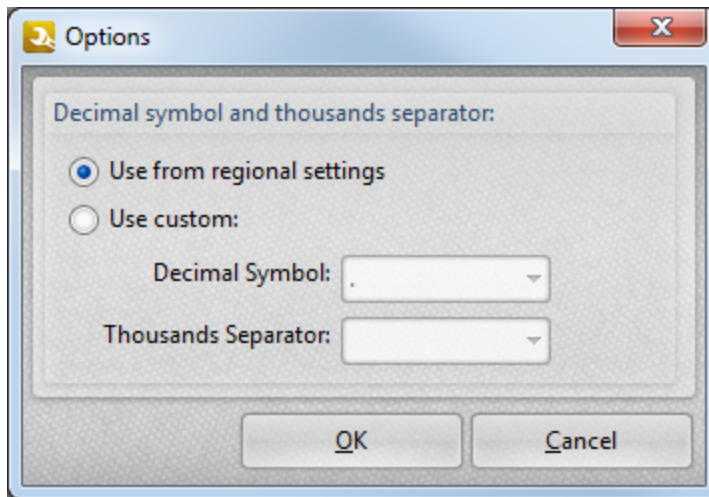 Options
Decimal symbol and thousands separator:
Use from regional settings
Use custom:
Decimal Symbol: .
Thousands Separator:
OK Cancel